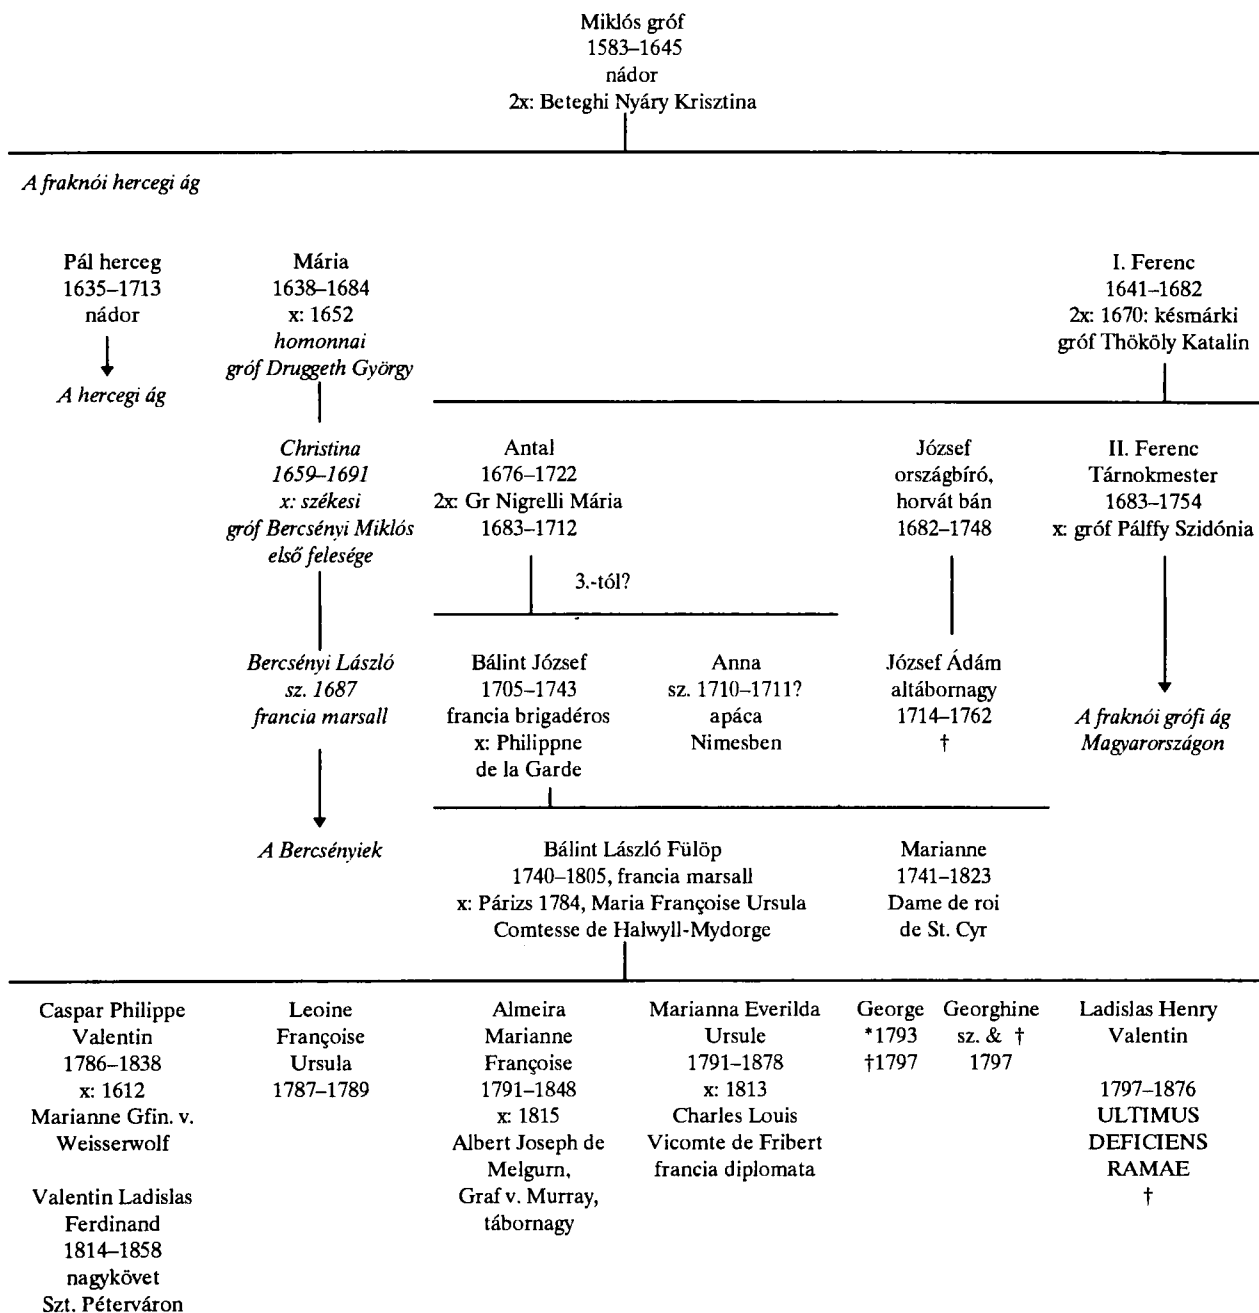 Miklós gróf
1583–1645
nádor
2x: Beteghi Nyáry Krisztina
A fraknói hercegi ág
Pál herceg
1635–1713
nádor
A hercegi ág
Mária
1638–1684
x: 1652
homonnai
gróf Druggeth György
I. Ferenc
1641–1682
2x: 1670: késmárki
gróf Thököly Katalin
Christina
1659–1691
x: székesi
gróf Bercsényi Miklós
első felesége
Antal
1676–1722
2x: Gr Nigrelli Mária
1683–1712
József
országbíró,
horvát bán
1682–1748
II. Ferenc
Tárnokmester
1683–1754
x: gróf Pálffy Szidónia
3.-tól?
Bercsényi László
sz. 1687
francia marsall
Bálint József
1705–1743
francia brigadéros
x: Philippne
de la Garde
Anna
sz. 1710–1711?
apáca
Nimesben
József Ádám
altábornagy
1714–1762
†
A fraknói grófi ág
Magyarországon
A Bercsényiek
Bálint László Fülöp
1740–1805, francia marsall
x: Párizs 1784, Maria Françoise Ursula
Comtesse de Halwyll-Mydorge
Marianne
1741–1823
Dame de roi
de St. Cyr
Caspar Philippe
Valentin
1786–1838
x: 1612
Marianne Gfin. v.
Weisserwolf
Valentin Ladislas
Ferdinand
1814–1858
nagykövet
Szt. Péterváron
Leoine
Françoise
Ursula
1787–1789
Almeira
Marianne
Françoise
1791–1848
x: 1815
Albert Joseph de
Melgurn,
Graf v. Murray,
tábornagy
Marianna Everilda
Ursule
1791–1878
x: 1813
Charles Louis
Vicomte de Fribert
francia diplomata
George
*1793
†1797
Georghine
sz. & †
1797
Ladislas Henry
Valentin
1797–1876
ULTIMUS
DEFICIENS
RAMAE
†